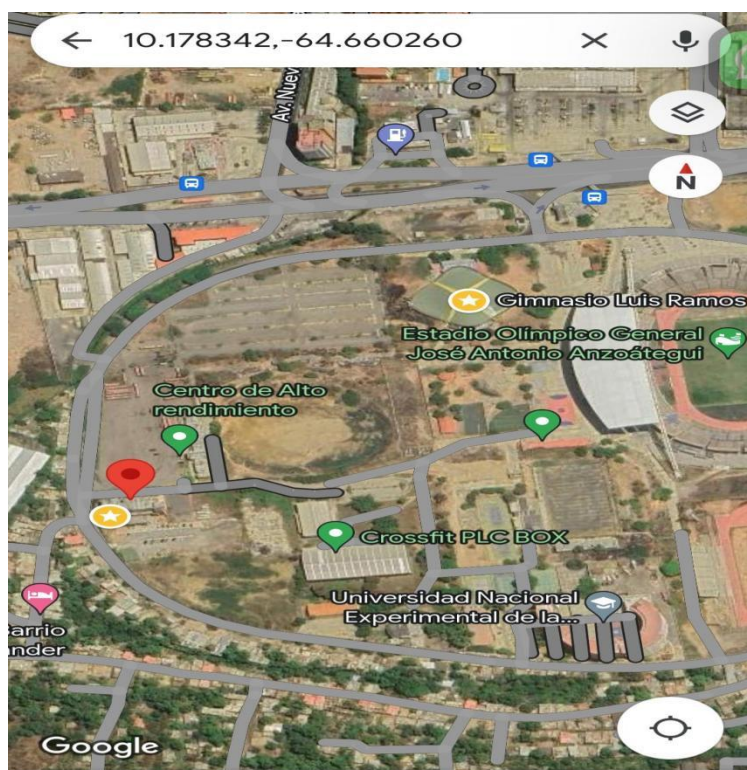 10.178342,-64.660260
Av. Nuev
N
Gimnasio Luis Ramos
Estadio Olímpico General
José Antonio Anzoátegui
Centro de Alto
rendimiento
Crossfit PLC BOX
Universidad Nacional
Experimental de la...
Barrio
ander
Google